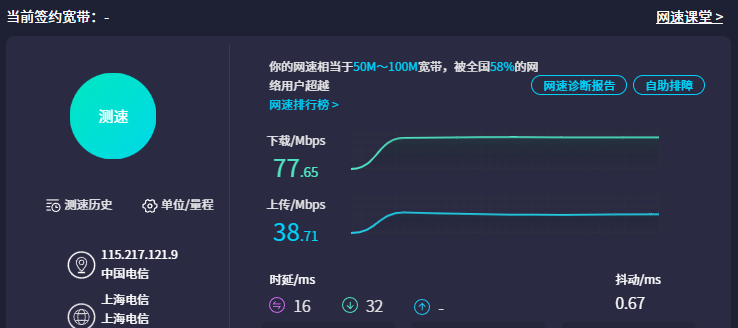 当前签约宽带：-
网速课堂 >
测速
测速历史
单位/量程
115.217.121.9
中国电信
上海电信
上海电信
你的网速相当于50M～100M宽带，被全国58%的网
络用户超越
网速排行榜 >
网速诊断报告
自助排障
下载/Mbps
77.65
上传/Mbps
38.71
时延/ms
16
32
-
抖动/ms
0.67